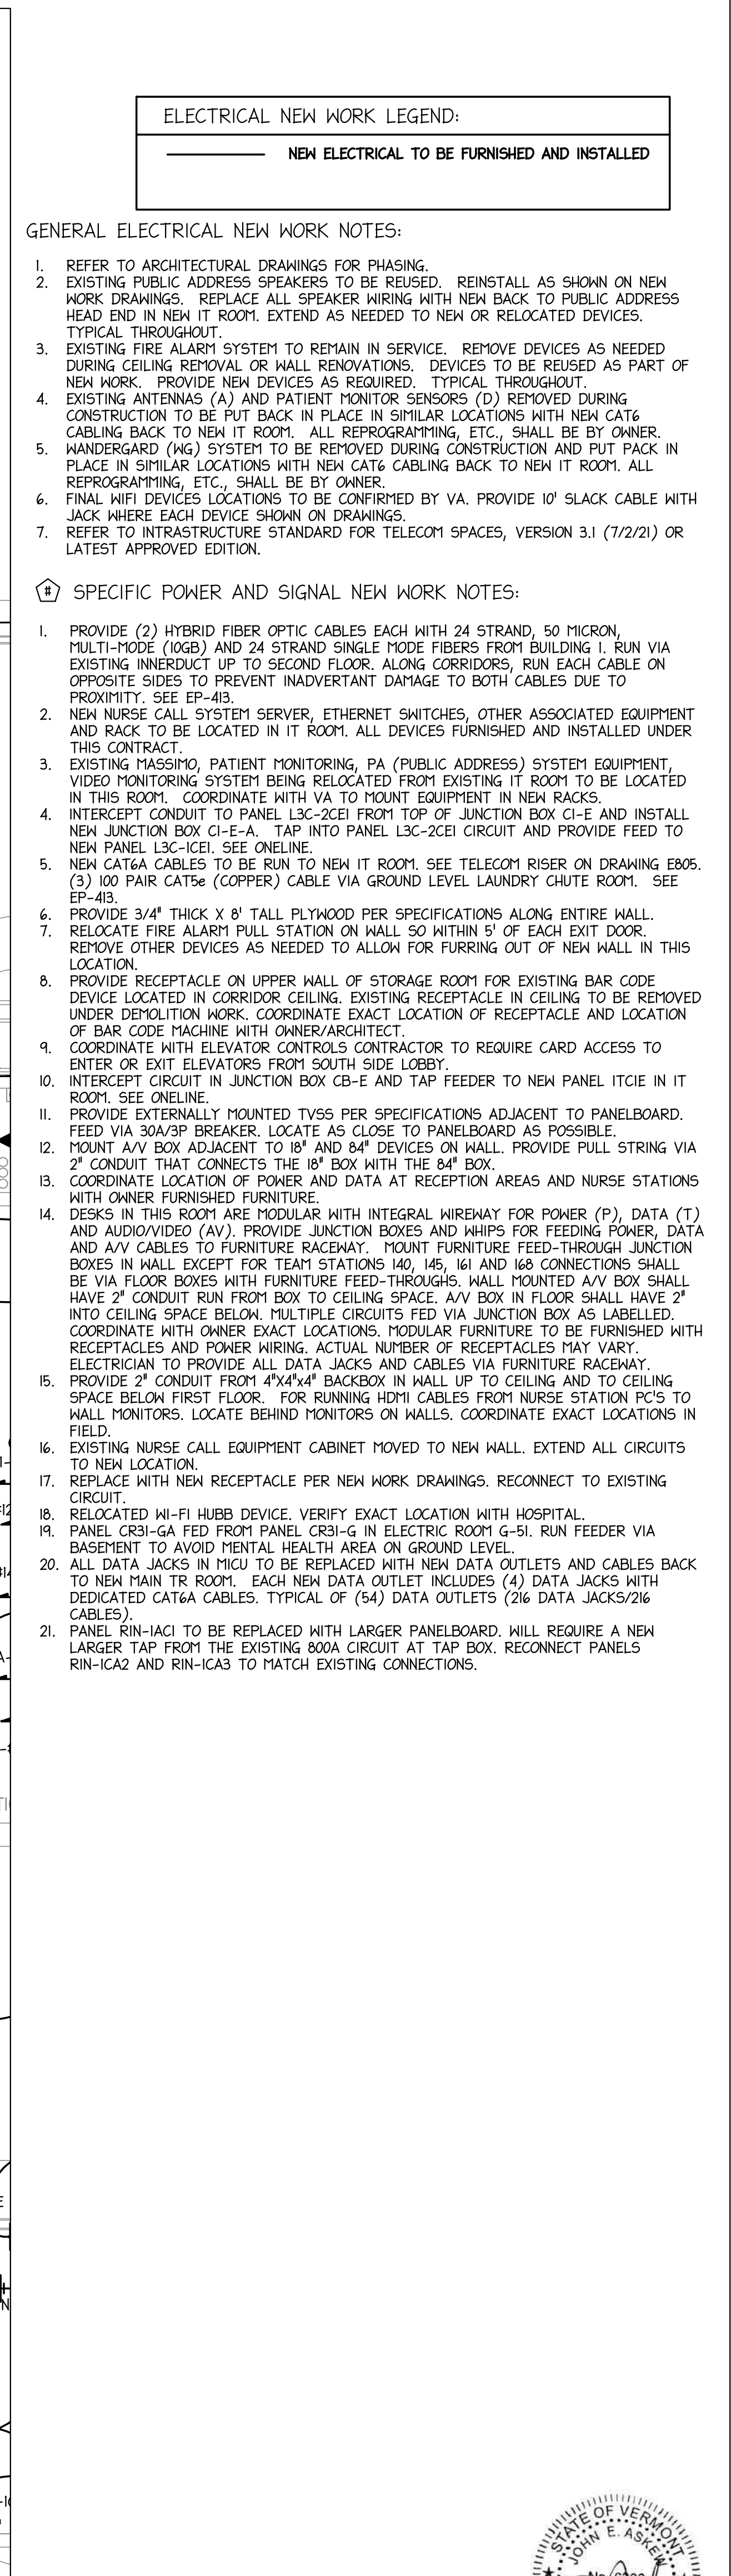 ELECTRICAL NEW WORK LEGEND:
NEW ELECTRICAL TO BE FURNISHED AND INSTALLED
GENERAL ELECTRICAL NEW WORK NOTES:
1. REFER TO ARCHITECTURAL DRAWINGS FOR PHASING.
2. EXISTING PUBLIC ADDRESS SPEAKERS TO BE REUSED. REINSTALL AS SHOWN ON NEW
WORK DRAWINGS. REPLACE ALL SPEAKER WIRING WITH NEW BACK TO PUBLIC ADDRESS
HEAD END IN NEW IT ROOM. EXTEND AS NEEDED TO NEW OR RELOCATED DEVICES.
TYPICAL THROUGHOUT.
3. EXISTING FIRE ALARM SYSTEM TO REMAIN IN SERVICE. REMOVE DEVICES AS NEEDED
DURING CEILING REMOVAL OR WALL RENOVATIONS. DEVICES TO BE REUSED AS PART OF
NEW WORK. PROVIDE NEW DEVICES AS REQUIRED. TYPICAL THROUGHOUT.
4. EXISTING ANTENNAS (A) AND PATIENT MONITOR SENSORS (D) REMOVED DURING
CONSTRUCTION TO BE PUT BACK IN PLACE IN SIMILAR LOCATIONS WITH NEW CAT6
CABLING BACK TO NEW IT ROOM. ALL REPROGRAMMING, ETC., SHALL BE BY OWNER.
5. WANDERGARD (WG) SYSTEM TO BE REMOVED DURING CONSTRUCTION AND PUT PACK IN
PLACE IN SIMILAR LOCATIONS WITH NEW CAT6 CABLING BACK TO NEW IT ROOM. ALL
REPROGRAMMING, ETC., SHALL BE BY OWNER.
6. FINAL WIFI DEVICES LOCATIONS TO BE CONFIRMED BY VA. PROVIDE 10' SLACK CABLE WITH
JACK WHERE EACH DEVICE SHOWN ON DRAWINGS.
7. REFER TO INTRASTRUCTURE STANDARD FOR TELECOM SPACES, VERSION 3.1 (7/2/21) OR
LATEST APPROVED EDITION.
# SPECIFIC POWER AND SIGNAL NEW WORK NOTES:
1. PROVIDE (2) HYBRID FIBER OPTIC CABLES EACH WITH 24 STRAND, 50 MICRON,
MULTI-MODE (10GB) AND 24 STRAND SINGLE MODE FIBERS FROM BUILDING 1. RUN VIA
EXISTING INNERDUCT UP TO SECOND FLOOR. ALONG CORRIDORS, RUN EACH CABLE ON
OPPOSITE SIDES TO PREVENT INADVERTANT DAMAGE TO BOTH CABLES DUE TO
PROXIMITY. SEE EP-413.
2. NEW NURSE CALL SYSTEM SERVER, ETHERNET SWITCHES, OTHER ASSOCIATED EQUIPMENT
AND RACK TO BE LOCATED IN IT ROOM. ALL DEVICES FURNISHED AND INSTALLED UNDER
THIS CONTRACT.
3. EXISTING MASSIMO, PATIENT MONITORING, PA (PUBLIC ADDRESS) SYSTEM EQUIPMENT,
VIDEO MONITORING SYSTEM BEING RELOCATED FROM EXISTING IT ROOM TO BE LOCATED
IN THIS ROOM. COORDINATE WITH VA TO MOUNT EQUIPMENT IN NEW RACKS.
4. INTERCEPT CONDUIT TO PANEL L3C-2CE1 FROM TOP OF JUNCTION BOX C1-E AND INSTALL
NEW JUNCTION BOX C1-E-A. TAP INTO PANEL L3C-2CE1 CIRCUIT AND PROVIDE FEED TO
NEW PANEL L3C-1CE1. SEE ONELINE.
5. NEW CAT6A CABLES TO BE RUN TO NEW IT ROOM. SEE TELECOM RISER ON DRAWING E805.
(3) 100 PAIR CAT5e (COPPER) CABLE VIA GROUND LEVEL LAUNDRY CHUTE ROOM. SEE
EP-413.
6. PROVIDE 3/4" THICK X 8' TALL PLYWOOD PER SPECIFICATIONS ALONG ENTIRE WALL.
7. RELOCATE FIRE ALARM PULL STATION ON WALL SO WITHIN 5' OF EACH EXIT DOOR.
REMOVE OTHER DEVICES AS NEEDED TO ALLOW FOR FURRING OUT OF NEW WALL IN THIS
LOCATION.
8. PROVIDE RECEPTACLE ON UPPER WALL OF STORAGE ROOM FOR EXISTING BAR CODE
DEVICE LOCATED IN CORRIDOR CEILING. EXISTING RECEPTACLE IN CEILING TO BE REMOVED
UNDER DEMOLITION WORK. COORDINATE EXACT LOCATION OF RECEPTACLE AND LOCATION
OF BAR CODE MACHINE WITH OWNER/ARCHITECT.
9. COORDINATE WITH ELEVATOR CONTROLS CONTRACTOR TO REQUIRE CARD ACCESS TO
ENTER OR EXIT ELEVATORS FROM SOUTH SIDE LOBBY.
10. INTERCEPT CIRCUIT IN JUNCTION BOX CB-E AND TAP FEEDER TO NEW PANEL ITC1E IN IT
ROOM. SEE ONELINE.
11. PROVIDE EXTERNALLY MOUNTED TVSS PER SPECIFICATIONS ADJACENT TO PANELBOARD.
FEED VIA 30A/3P BREAKER. LOCATE AS CLOSE TO PANELBOARD AS POSSIBLE.
12. MOUNT A/V BOX ADJACENT TO 18" AND 84" DEVICES ON WALL. PROVIDE PULL STRING VIA
2" CONDUIT THAT CONNECTS THE 18" BOX WITH THE 84" BOX.
13. COORDINATE LOCATION OF POWER AND DATA AT RECEPTION AREAS AND NURSE STATIONS
WITH OWNER FURNISHED FURNITURE.
14. DESKS IN THIS ROOM ARE MODULAR WITH INTEGRAL WIREWAY FOR POWER (P), DATA (T)
AND AUDIO/VIDEO (AV). PROVIDE JUNCTION BOXES AND WHIPS FOR FEEDING POWER, DATA
AND A/V CABLES TO FURNITURE RACEWAY. MOUNT FURNITURE FEED-THROUGH JUNCTION
BOXES IN WALL EXCEPT FOR TEAM STATIONS 140, 145, 161 AND 168 CONNECTIONS SHALL
BE VIA FLOOR BOXES WITH FURNITURE FEED-THROUGHS. WALL MOUNTED A/V BOX SHALL
HAVE 2" CONDUIT RUN FROM BOX TO CEILING SPACE. A/V BOX IN FLOOR SHALL HAVE 2"
INTO CEILING SPACE BELOW. MULTIPLE CIRCUITS FED VIA JUNCTION BOX AS LABELLED.
COORDINATE WITH OWNER EXACT LOCATIONS. MODULAR FURNITURE TO BE FURNISHED WITH
RECEPTACLES AND POWER WIRING. ACTUAL NUMBER OF RECEPTACLES MAY VARY.
ELECTRICIAN TO PROVIDE ALL DATA JACKS AND CABLES VIA FURNITURE RACEWAY.
15. PROVIDE 2" CONDUIT FROM 4"X4"x4" BACKBOX IN WALL UP TO CEILING AND TO CEILING
SPACE BELOW FIRST FLOOR. FOR RUNNING HDMI CABLES FROM NURSE STATION PC'S TO
WALL MONITORS. LOCATE BEHIND MONITORS ON WALLS. COORDINATE EXACT LOCATIONS IN
FIELD.
16. EXISTING NURSE CALL EQUIPMENT CABINET MOVED TO NEW WALL. EXTEND ALL CIRCUITS
TO NEW LOCATION.
17. REPLACE WITH NEW RECEPTACLE PER NEW WORK DRAWINGS. RECONNECT TO EXISTING
CIRCUIT.
18. RELOCATED WI-FI HUBB DEVICE. VERIFY EXACT LOCATION WITH HOSPITAL.
19. PANEL CR31-GA FED FROM PANEL CR31-G IN ELECTRIC ROOM G-51. RUN FEEDER VIA
BASEMENT TO AVOID MENTAL HEALTH AREA ON GROUND LEVEL.
20. ALL DATA JACKS IN MICU TO BE REPLACED WITH NEW DATA OUTLETS AND CABLES BACK
TO NEW MAIN TR ROOM. EACH NEW DATA OUTLET INCLUDES (4) DATA JACKS WITH
DEDICATED CAT6A CABLES. TYPICAL OF (54) DATA OUTLETS (216 DATA JACKS/216
CABLES).
21. PANEL RIN-1AC1 TO BE REPLACED WITH LARGER PANELBOARD. WILL REQUIRE A NEW
LARGER TAP FROM THE EXISTING 800A CIRCUIT AT TAP BOX. RECONNECT PANELS
RIN-1CA2 AND RIN-1CA3 TO MATCH EXISTING CONNECTIONS.
STATE OF VERMONT
JOHN E. ASKEW